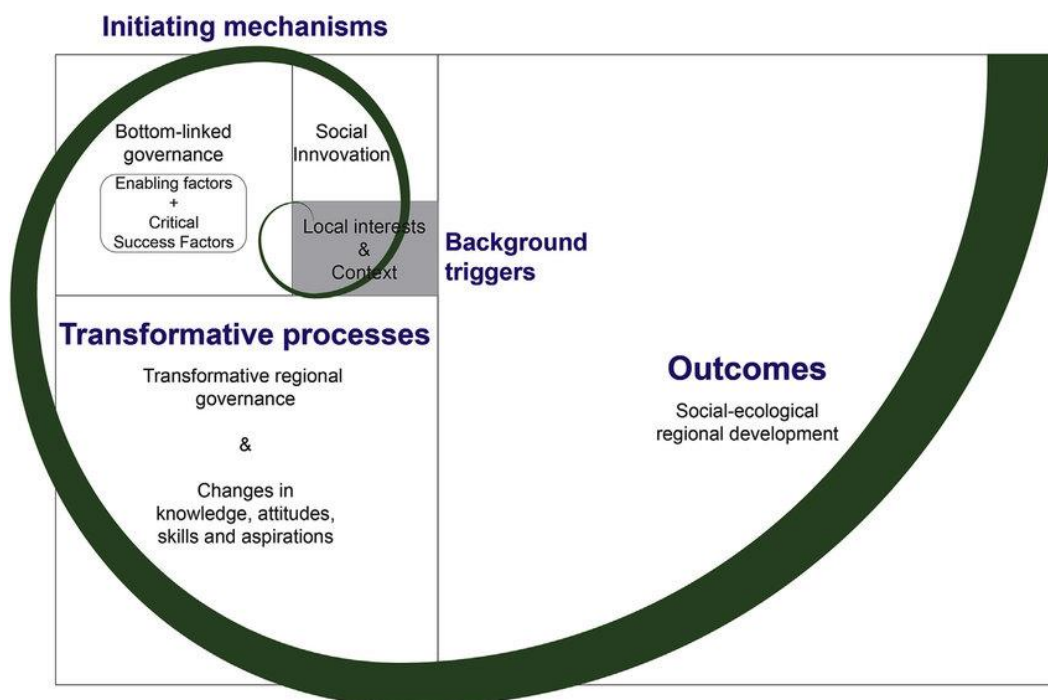 Initiating mechanisms
Bottom-linked
governance
Enabling factors
+
Critical
Success Factors
Social
Innvovation
Local interests
&
Context
Background
triggers
Transformative processes
Transformative regional
governance
&
Changes in
knowledge, attitudes,
skills and aspirations
Outcomes
Social-ecological
regional development